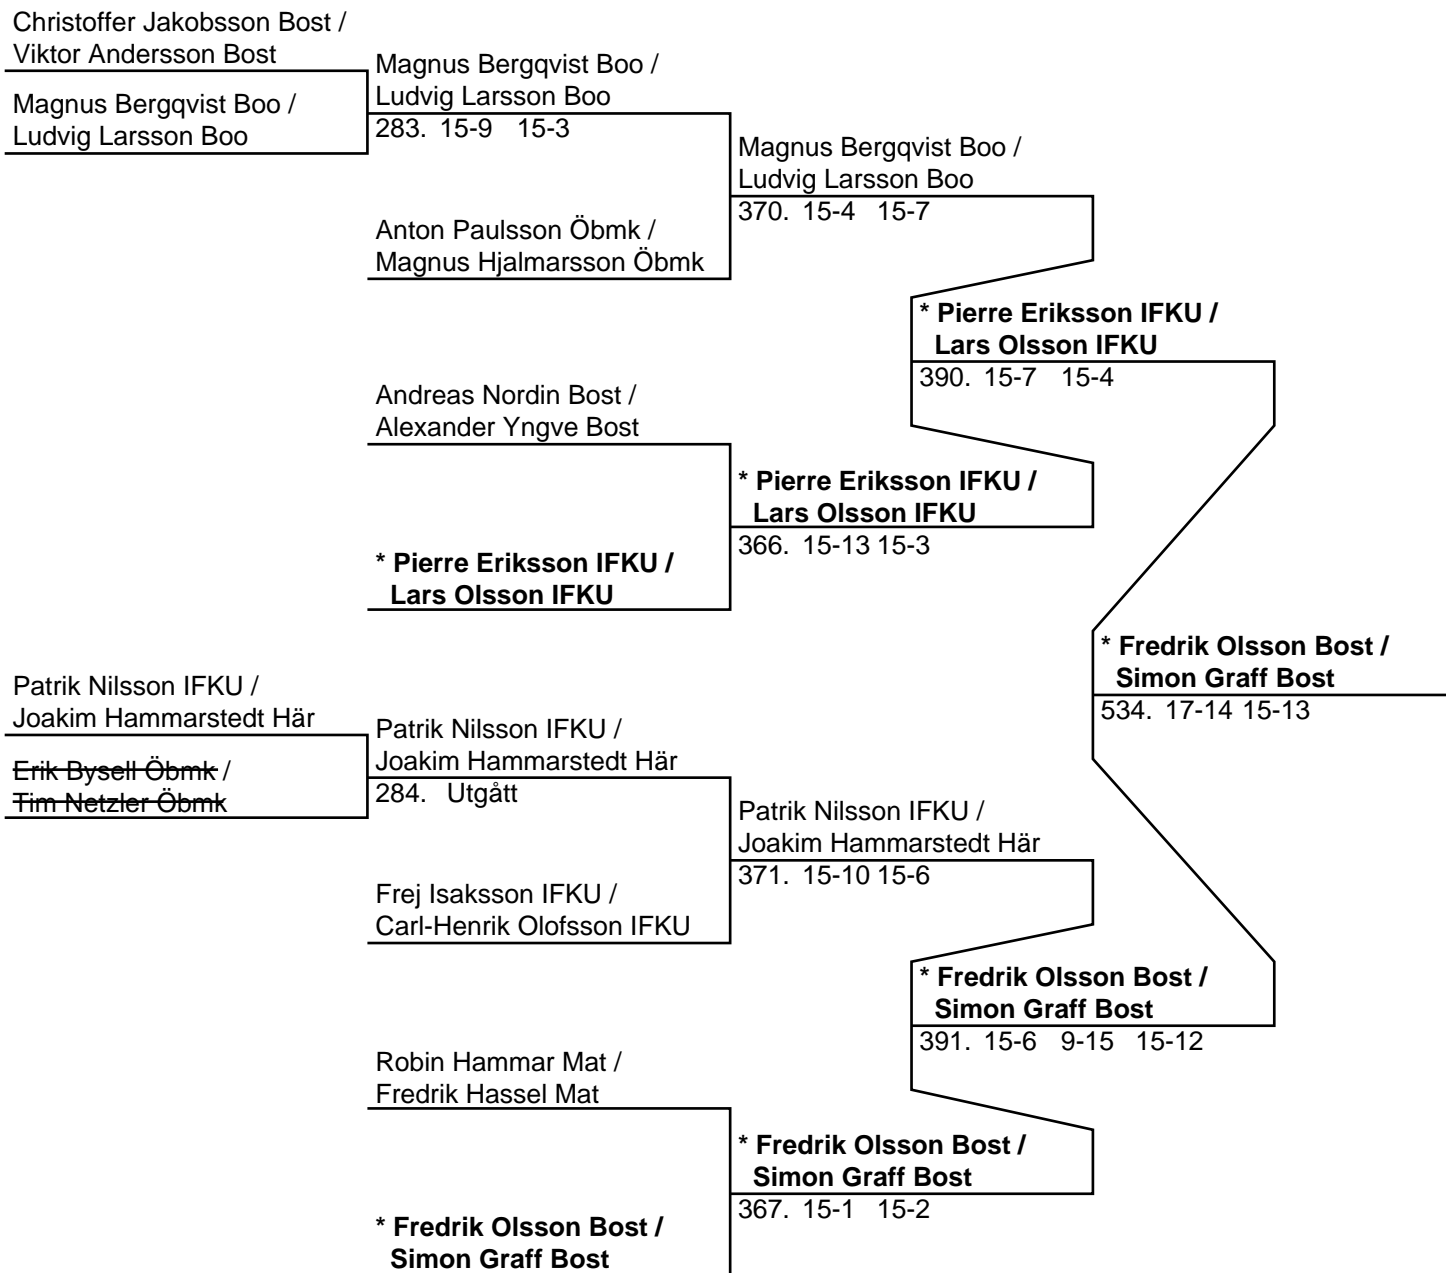 Christoffer Jakobsson Bost /
Viktor Andersson Bost
Magnus Bergqvist Boo /
Ludvig Larsson Boo
Magnus Bergqvist Boo /
Ludvig Larsson Boo
283. 15-9 15-3
Anton Paulsson Öbmk /
Magnus Hjalmarsson Öbmk
Magnus Bergqvist Boo /
Ludvig Larsson Boo
370. 15-4 15-7
Andreas Nordin Bost /
Alexander Yngve Bost
* Pierre Eriksson IFKU /
Lars Olsson IFKU
* Pierre Eriksson IFKU /
Lars Olsson IFKU
366. 15-13 15-3
* Pierre Eriksson IFKU /
Lars Olsson IFKU
390. 15-7 15-4
Patrik Nilsson IFKU /
Joakim Hammarstedt Här
Erik Bysell Öbmk /
Tim Netzler Öbmk
Patrik Nilsson IFKU /
Joakim Hammarstedt Här
284. Utgått
Frej Isaksson IFKU /
Carl-Henrik Olofsson IFKU
Patrik Nilsson IFKU /
Joakim Hammarstedt Här
371. 15-10 15-6
Robin Hammar Mat /
Fredrik Hassel Mat
* Fredrik Olsson Bost /
Simon Graff Bost
* Fredrik Olsson Bost /
Simon Graff Bost
367. 15-1 15-2
* Fredrik Olsson Bost /
Simon Graff Bost
391. 15-6 9-15 15-12
* Fredrik Olsson Bost /
Simon Graff Bost
534. 17-14 15-13